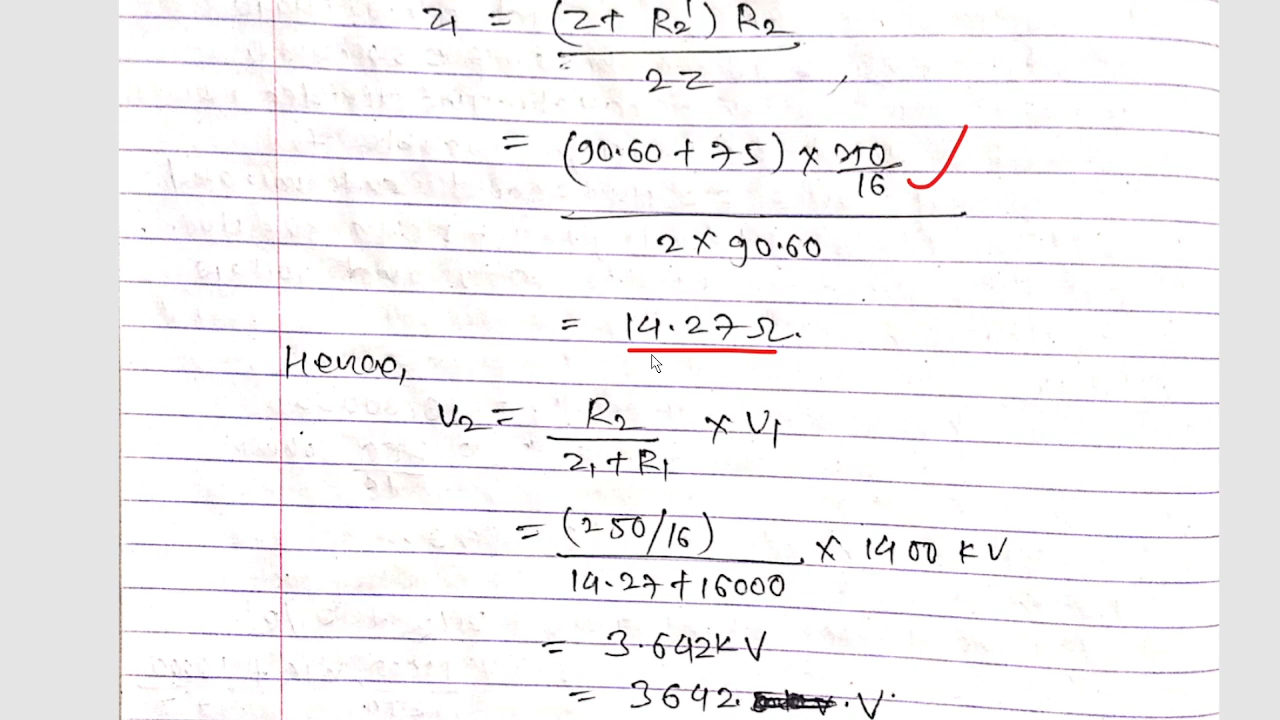 Z1 = (Z + R2') R2
2Z
= (90.60 + 75) × 250
16
2 × 90.60
= 14.27 Ω.
Hence,
V2 = R2 × V1
Z1 + R1
= (250/16) × 1400 KV
14.27 + 16000
= 3.642 KV
= 3642. V.